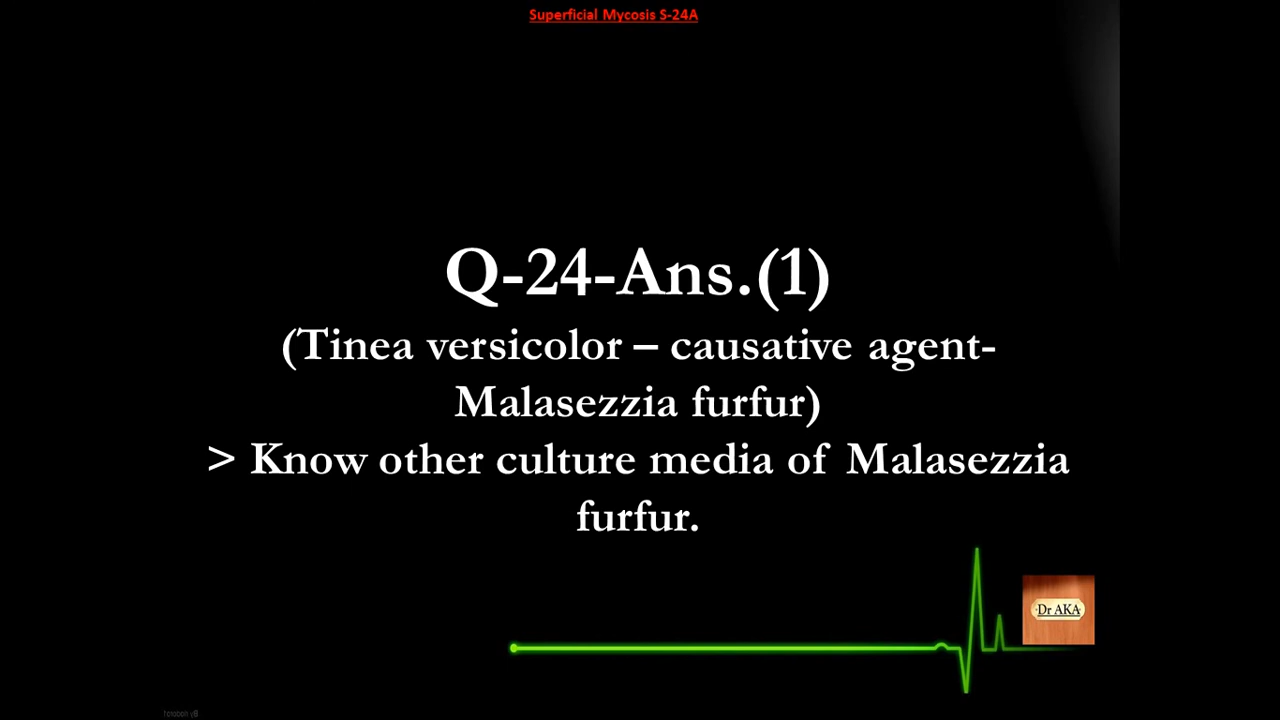 Superficial Mycosis S-24A
Q-24-Ans.(1)
(Tinea versicolor – causative agent-
Malasezzia furfur)
> Know other culture media of Malasezzia
furfur.
Dr AKA